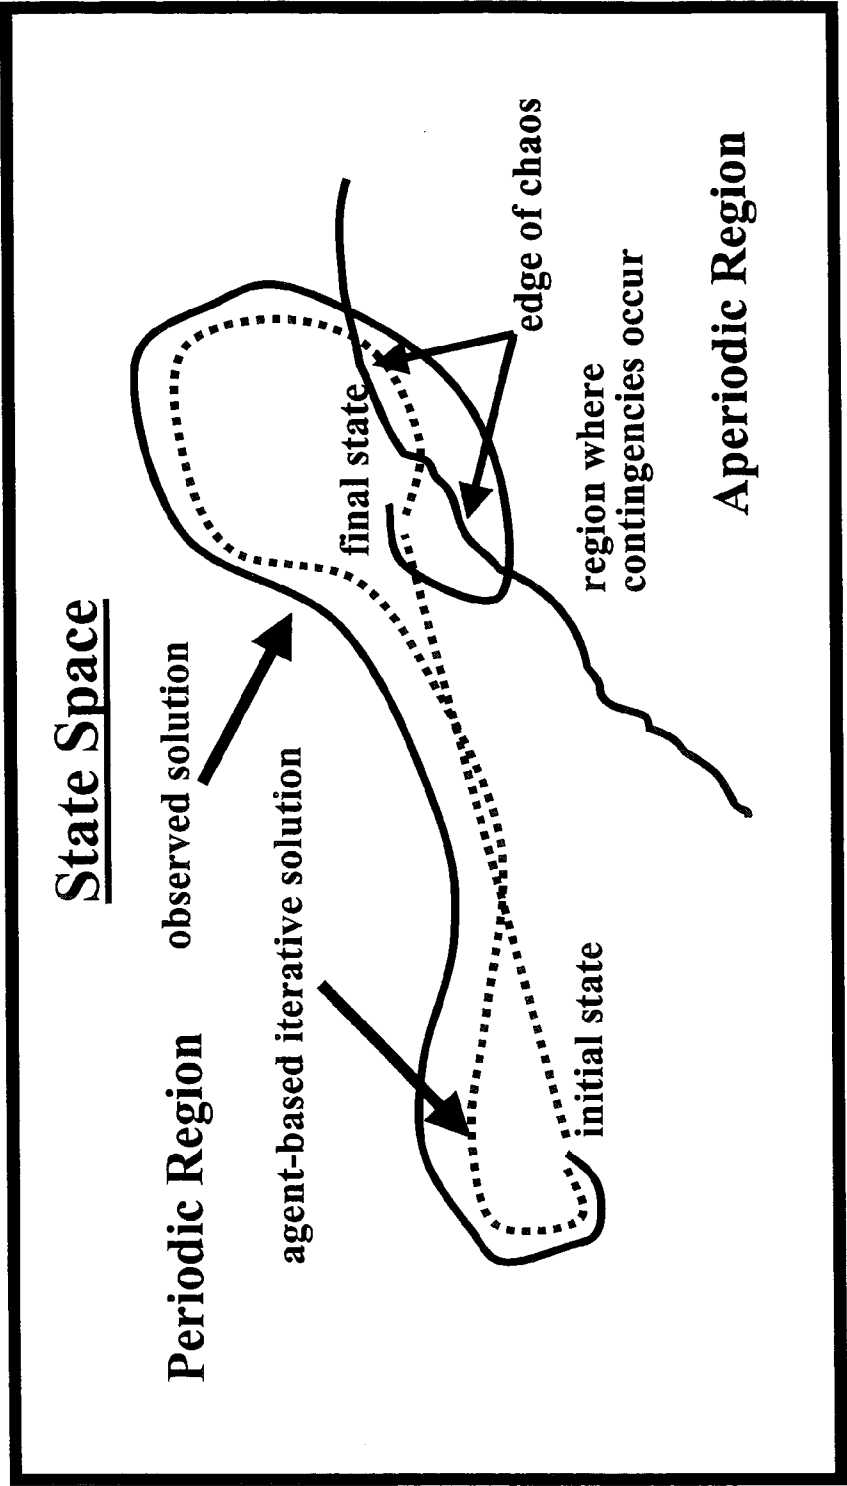 State Space
Periodic Region
observed solution
agent-based iterative solution
final state
initial state
edge of chaos
region where
contingencies occur
Aperiodic Region